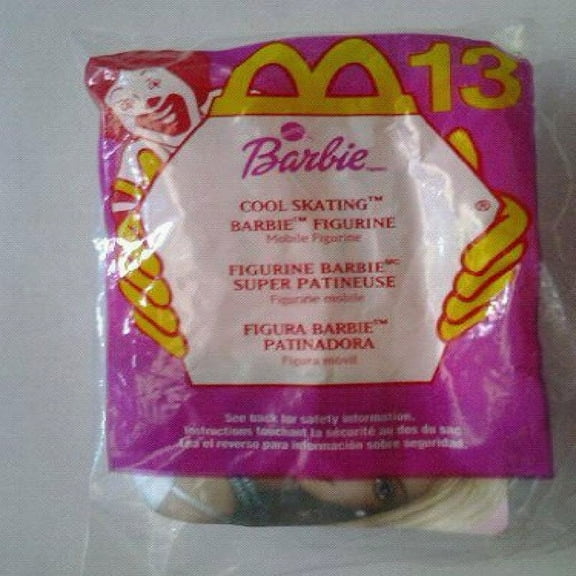 13
Barbie™
COOL SKATING™
BARBIE™ FIGURINE
Mobile Figurine
FIGURINE BARBIE MC
SUPER PATINEUSE
Figurine mobile
FIGURA BARBIE™
PATINADORA
Figura móvil
®
See back for safety information.
Instructions touchant la sécurité au dos du sac.
Lea el reverso para información sobre seguridad.